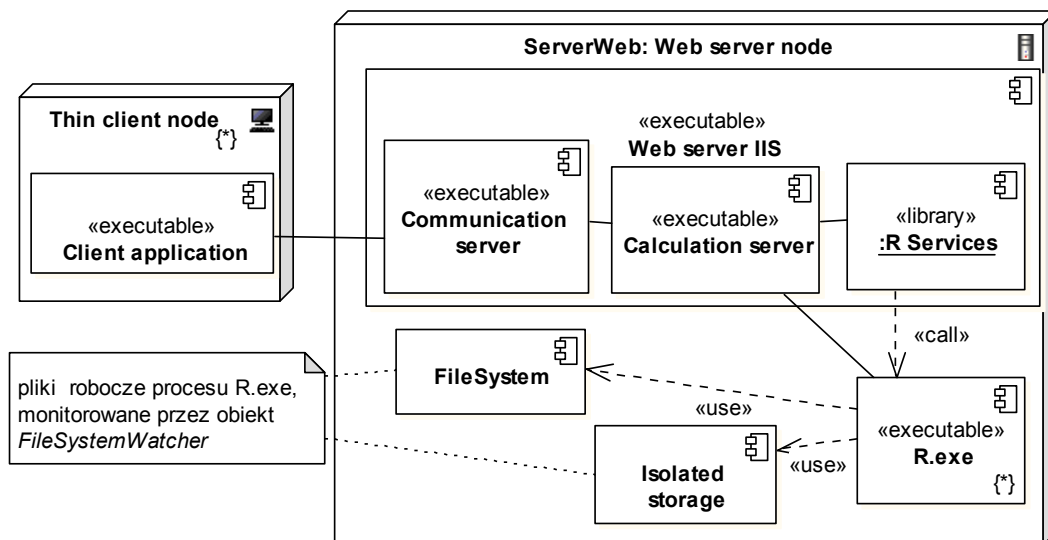 ServerWeb: Web server node
Thin client node
{*}
«executable»
Client application
«executable»
Web server IIS
«executable»
Communication
server
«executable»
Calculation server
«library»
:R Services
«call»
pliki robocze procesu R.exe,
monitorowane przez obiekt
FileSystemWatcher
FileSystem
«use»
Isolated
storage
«use»
«executable»
R.exe
{*}